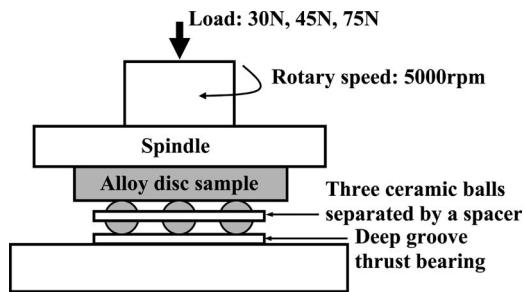 Load: 30N, 45N, 75N
Rotary speed: 5000rpm
Spindle
Alloy disc sample
Three ceramic balls
separated by a spacer
Deep groove
thrust bearing